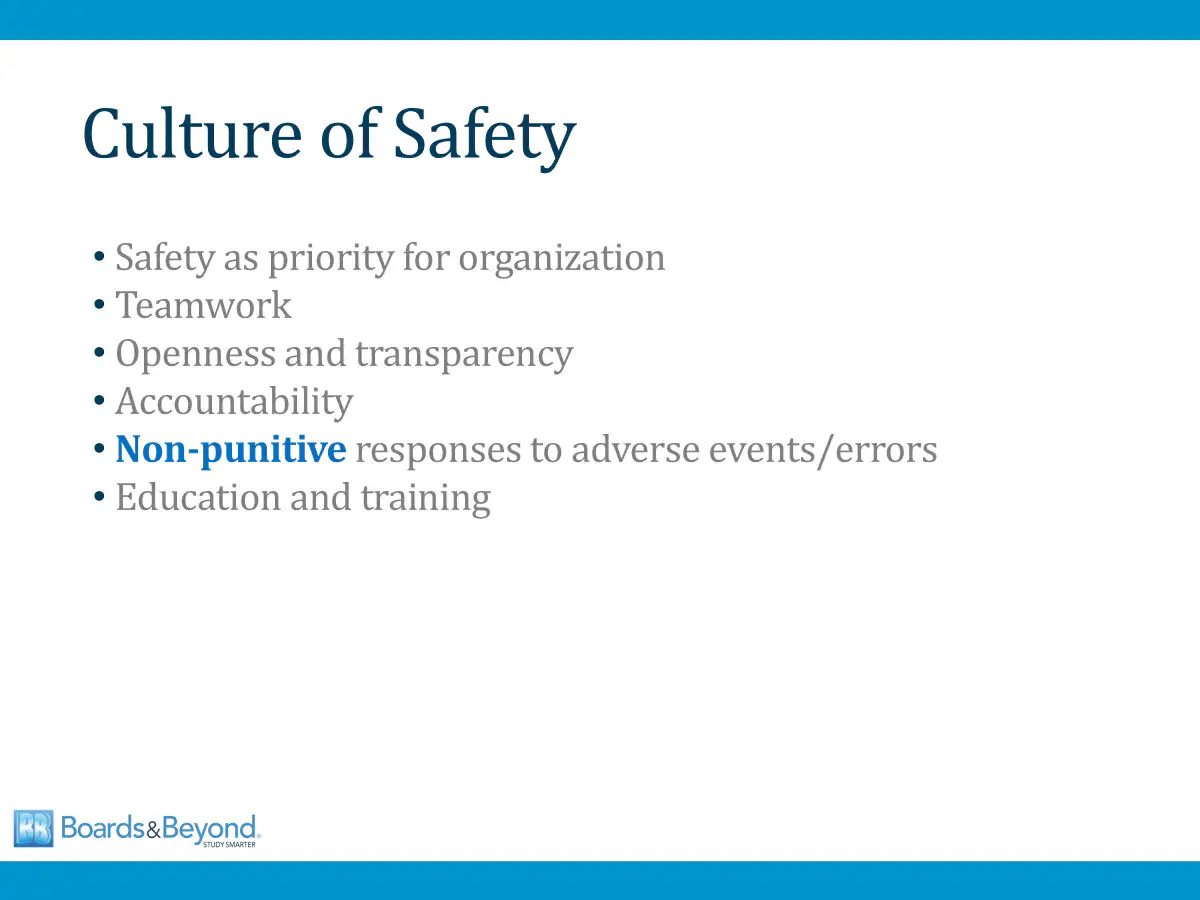 Culture of Safety
• Safety as priority for organization
• Teamwork
• Openness and transparency
• Accountability
• Non-punitive responses to adverse events/errors
• Education and training
BB Boards&Beyond®
STUDY SMARTER